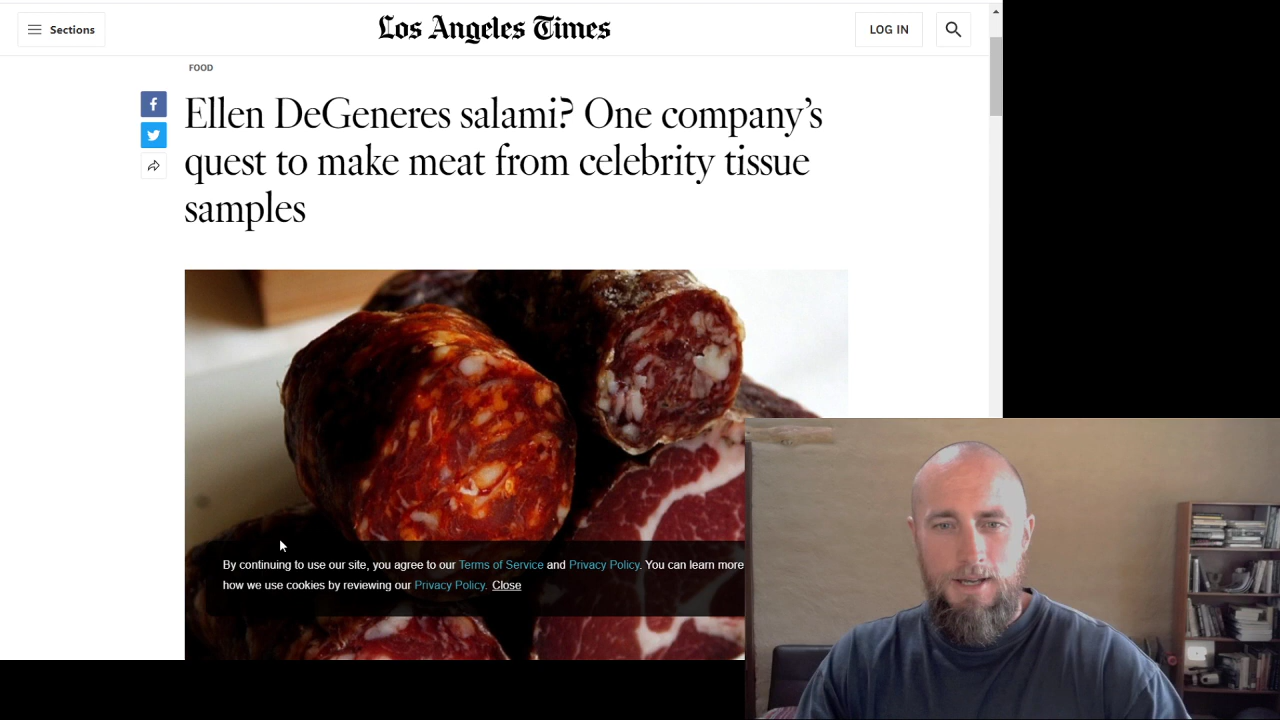 Sections
Los Angeles Times
LOG IN
FOOD
Ellen DeGeneres salami? One company’s
quest to make meat from celebrity tissue
samples
By continuing to use our site, you agree to our Terms of Service and Privacy Policy. You can learn more
how we use cookies by reviewing our Privacy Policy. Close